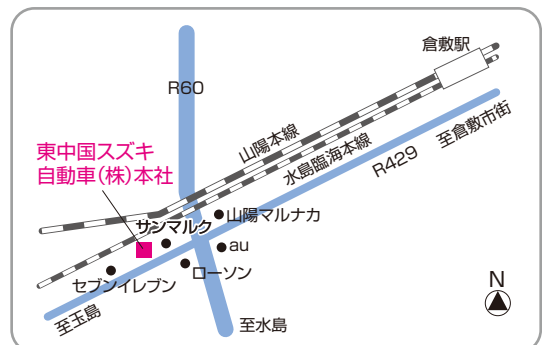 倉敷駅
R60
山陽本線
至倉敷市街
水島臨海本線
R429
東中国スズキ
自動車(株)本社
山陽マルナカ
サンマルク
au
ローソン
セブンイレブン
N
至玉島
至水島